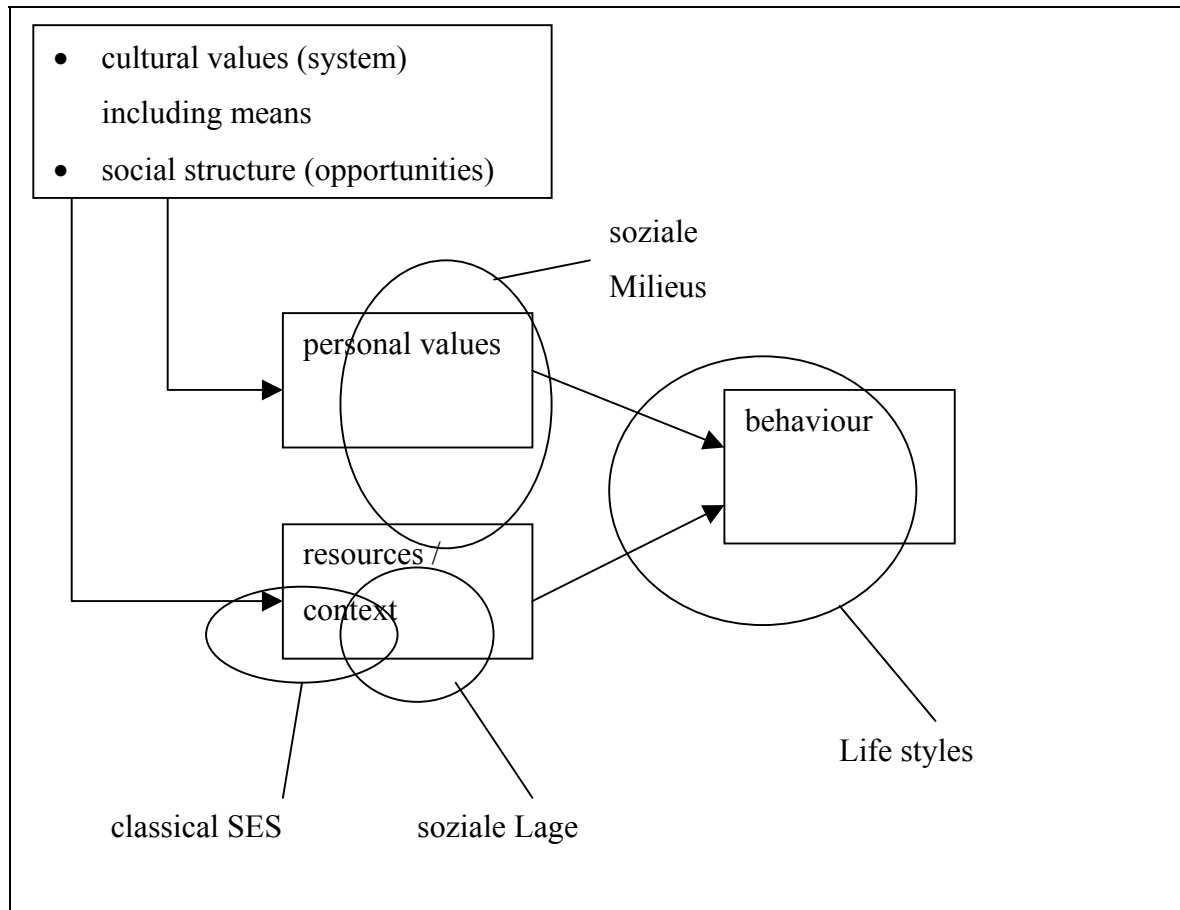 • cultural values (system)
including means
• social structure (opportunities)
soziale
Milieus
personal values
behaviour
resources /
context
Life styles
classical SES
soziale Lage